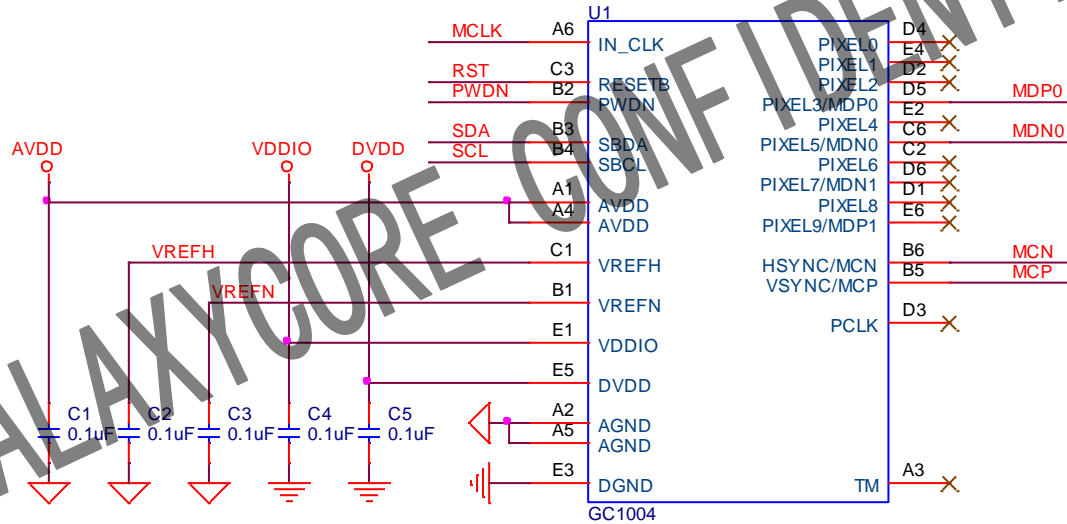 U1
MCLK A6 IN_CLK PIXEL0 D4
PIXEL1 E4
RST C3 RESETB PIXEL2 D2
PWDN B2 PWDN PIXEL3/MDP0 D5 MDP0
PIXEL4 E2
SDA B3 SBDA PIXEL5/MDN0 C6 MDN0
SCL B4 SBCL PIXEL6 C2
AVDD VDDIO DVDD
PIXEL7/MDN1 D6
A1 AVDD PIXEL8 D1
A4 AVDD PIXEL9/MDP1 E6
VREFH C1 VREFH HSYNC/MCN B6 MCN
VSYNC/MCP B5 MCP
VREFN B1 VREFN
PCLK D3
E1 VDDIO
E5 DVDD
C1 C2 C3 C4 C5
0.1uF 0.1uF 0.1uF 0.1uF 0.1uF
A2 AGND
A5 AGND
E3 DGND TM A3
GC1004
ALAXYCORE CONFIDENT